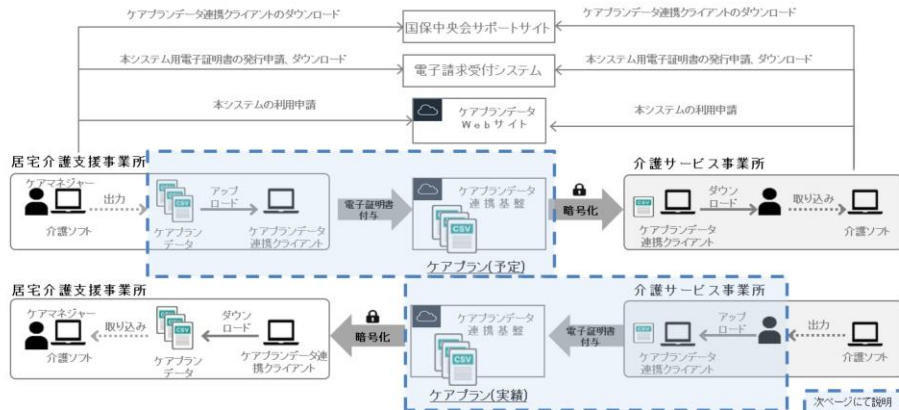 ケアプランデータ連携クライアントのダウンロード
国保中央会サポートサイト
ケアプランデータ連携クライアントのダウンロード
本システム用電子証明書の発行申請、ダウンロード
電子請求受付システム
本システム用電子証明書の発行申請、ダウンロード
本システムの利用申請
ケアプランデータ
Webサイト
本システムの利用申請
居宅介護支援事業所
ケアマネジャー
出力
介護ソフト
CSV
アップ
ロード
ケアプラン
データ
ケアプランデータ
連携クライアント
電子証明書
付与
ケアプランデータ
連携基盤
CSV
ケアプラン(予定)
暗号化
介護サービス事業所
CSV
ダウン
ロード
取り込み
ケアプランデータ
連携クライアント
介護ソフト
居宅介護支援事業所
ケアマネジャー
取り込み
介護ソフト
CSV
ダウン
ロード
ケアプラン
データ
ケアプランデータ連
携クライアント
暗号化
ケアプランデータ
連携基盤
CSV
ケアプラン(実績)
電子証明書
付与
介護サービス事業所
CSV
アップ
ロード
出力
ケアプランデータ
連携クライアント
介護ソフト
次ページにて説明